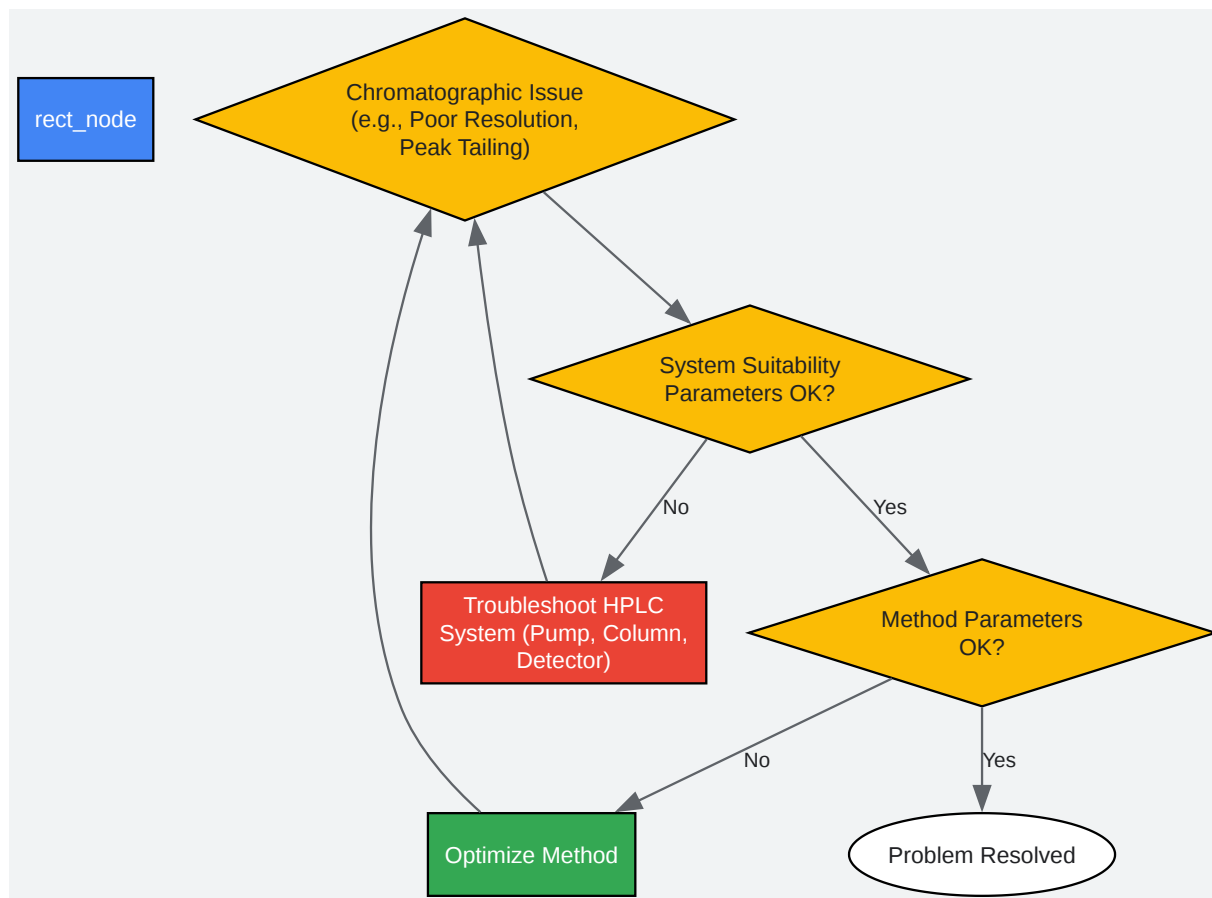 rect_node
Chromatographic Issue
(e.g., Poor Resolution,
Peak Tailing)
System Suitability
Parameters OK?
No
Yes
Troubleshoot HPLC
System (Pump, Column,
Detector)
Method Parameters
OK?
No
Yes
Optimize Method
Problem Resolved